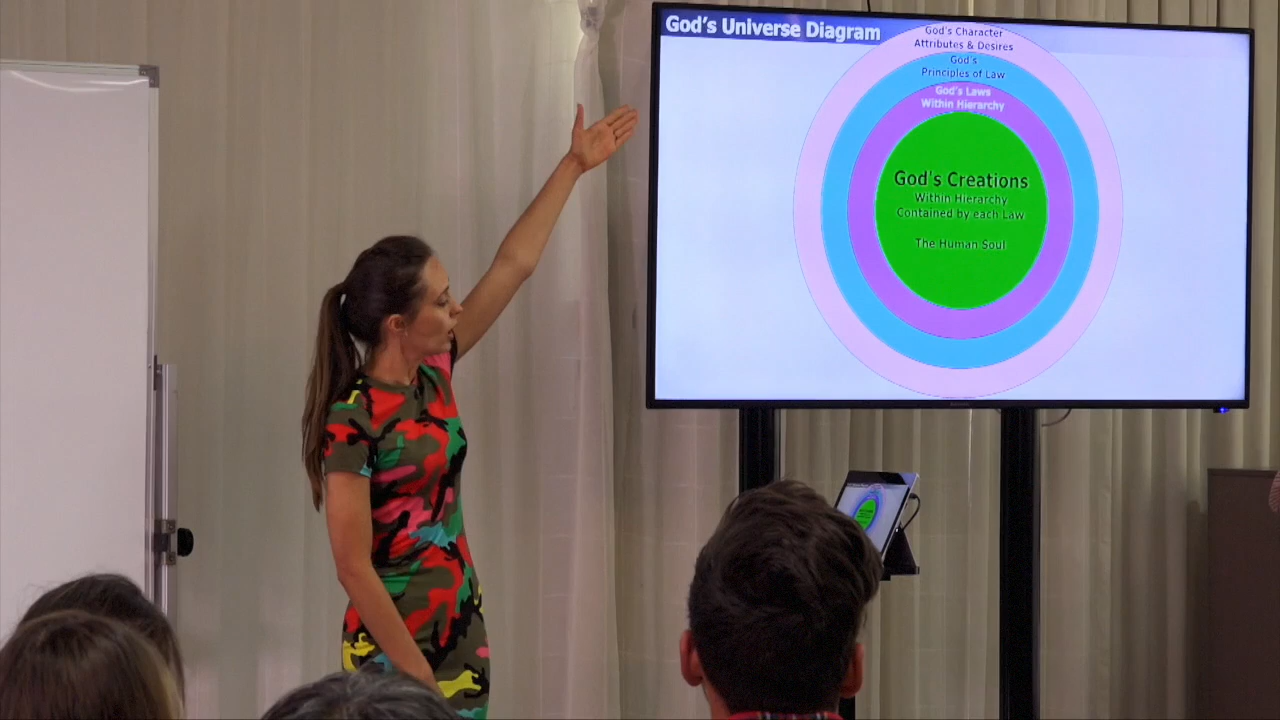 God's Universe Diagram
God's Character
Attributes & Desires
God's
Principles of Law
God's Laws
Within Hierarchy
God's Creations
Within Hierarchy
Contained by each Law
The Human Soul